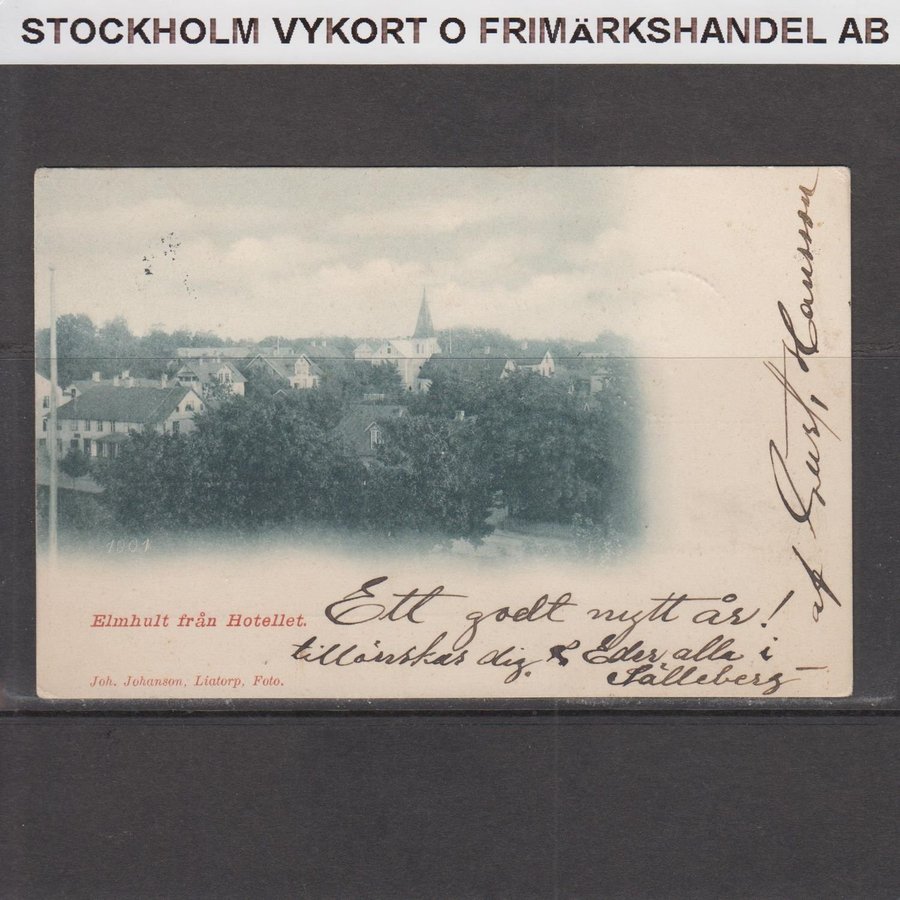 STOCKHOLM VYKORT O FRIMÄRKSHANDEL AB
1901
Elmhult från Hotellet.
Joh. Johanson, Liatorp, Foto.
Ett godt nytt år!
tillönskas dig & Eder alla i
Sälleberg
af Gust. Hansson